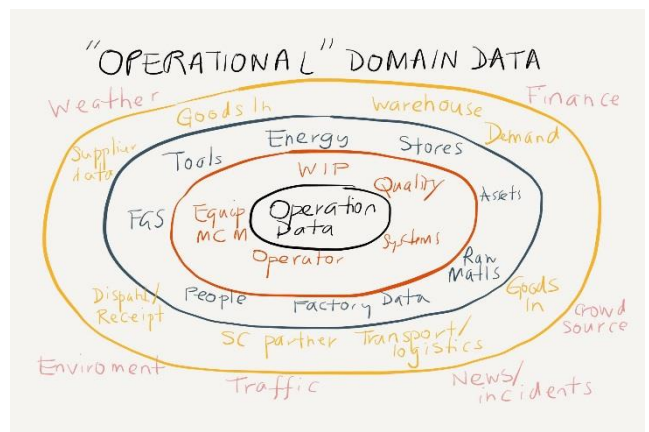 "OPERATIONAL" DOMAIN DATA
Weather
Goods In
Warehouse
Finance
Supplier
data
Tools
Energy
Stores
Demand
WIP
Quality
Assets
FGS
Equip
MCM
Operation
Data
Systems
Operator
Raw
Matls
Dispatc/
Receipt
People
Factory Data
Goods
In
Crowd
Source
SC partner
Transport/
logistics
Enviroment
Traffic
News/
incidents